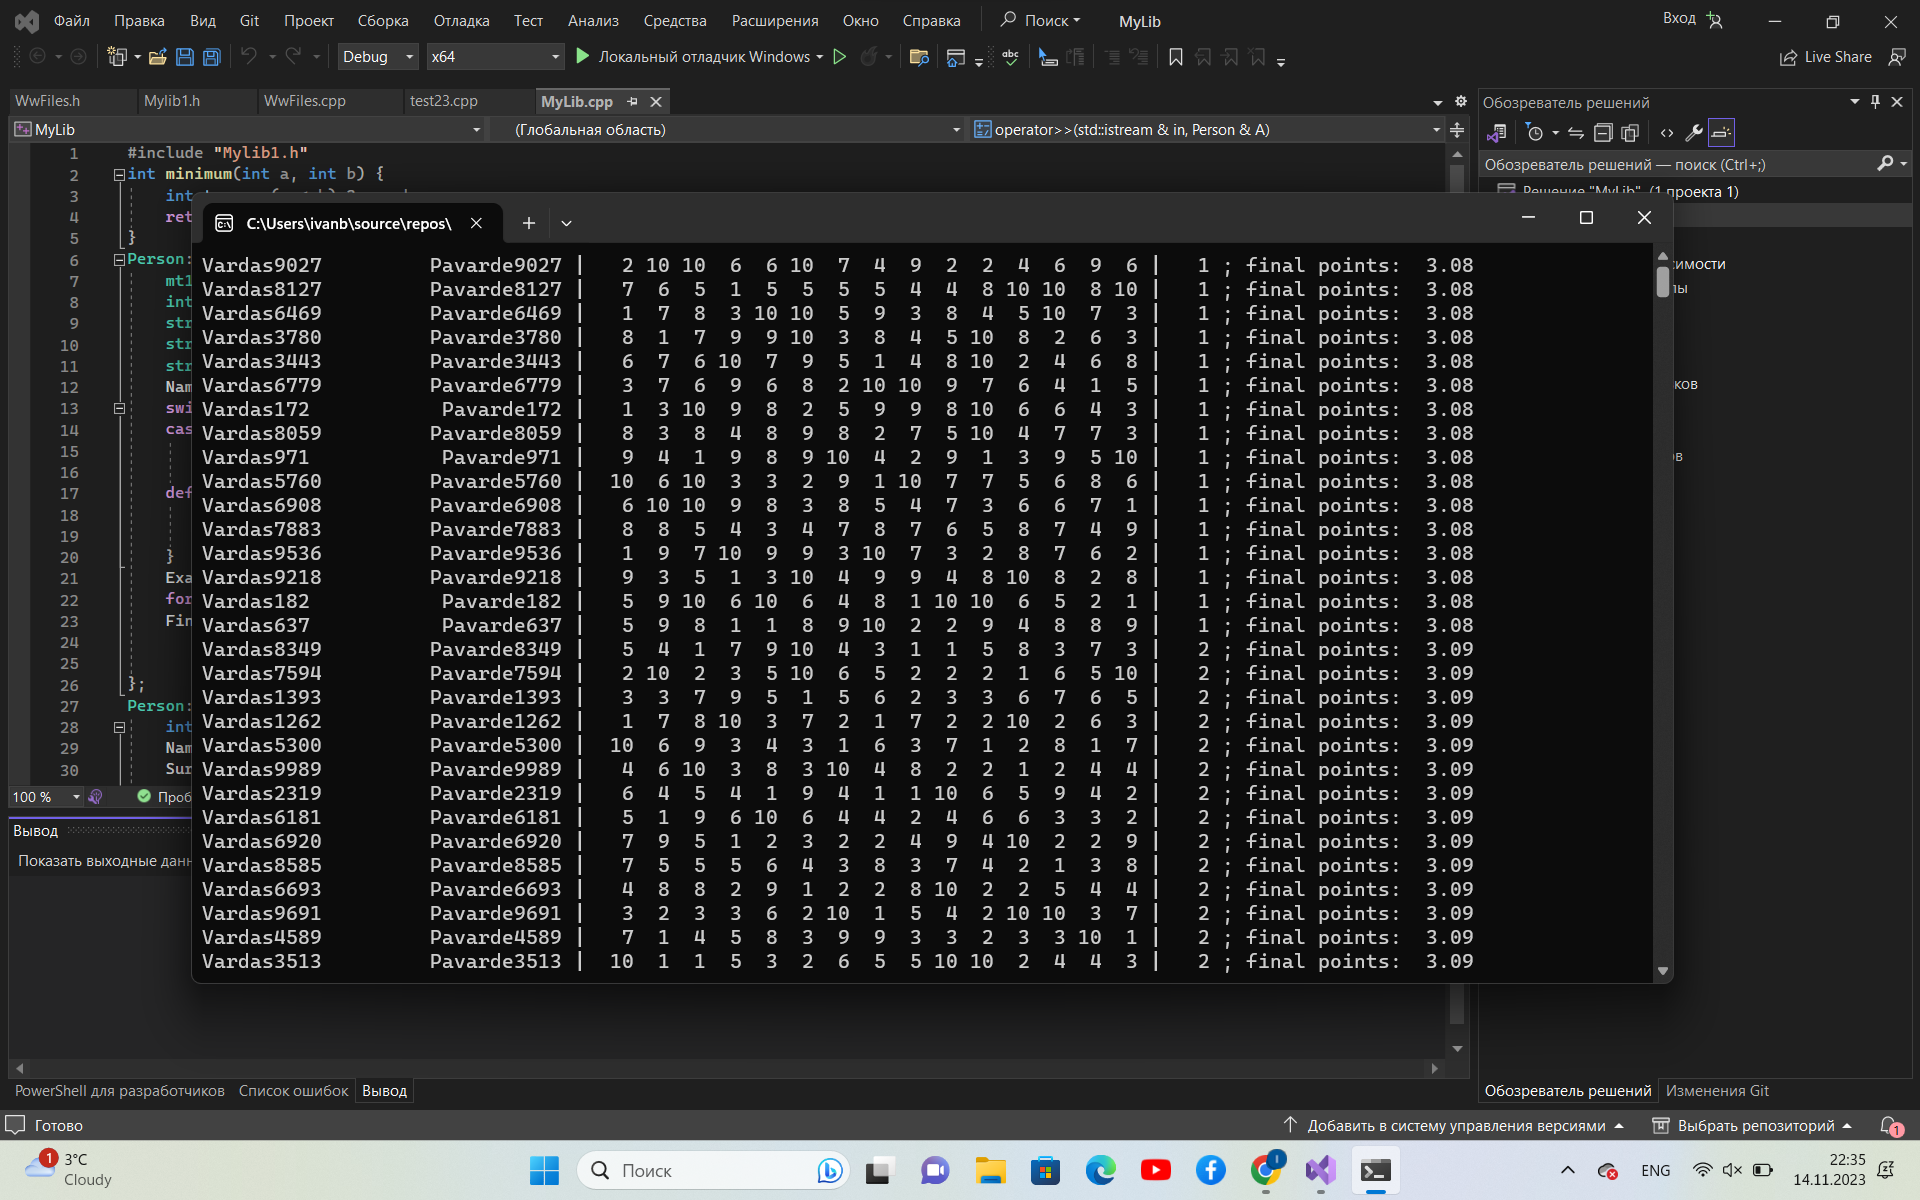 Файл Правка Вид Git Проект Сборка Отладка Тест Анализ Средства Расширения Окно Справка Поиск MyLib Вход
Debug x64 Локальный отладчик Windows Live Share
WwFiles.h Mylib1.h WwFiles.cpp test23.cpp MyLib.cpp
MyLib (Глобальная область) operator>>(std::istream & in, Person & A)
Обозреватель решений
Обозреватель решений — поиск (Ctrl+;)
Решение "MyLib" (1 проекта 1)
1 #include "Mylib1.h"
2 int minimum(int a, int b) {
3 int
4 ret
5 }
6 Person:
7 mt1
8 int
9 str
10 str
11 str
12 Nam
13 swi
14 cas
15
16
17 def
18
19
20 }
21 Exa
22 for
23 Fin
24
25
26 };
27 Person:
28 int
29 Nam
30 Sur
C:\Users\ivanb\source\repos\
Vardas9027 Pavarde9027 | 2 10 10 6 6 10 7 4 9 2 2 4 6 9 6 | 1 ; final points: 3.08
Vardas8127 Pavarde8127 | 7 6 5 1 5 5 5 5 4 4 8 10 10 8 10 | 1 ; final points: 3.08
Vardas6469 Pavarde6469 | 1 7 8 3 10 10 5 9 3 8 4 5 10 7 3 | 1 ; final points: 3.08
Vardas3780 Pavarde3780 | 8 1 7 9 9 10 3 8 4 5 10 8 2 6 3 | 1 ; final points: 3.08
Vardas3443 Pavarde3443 | 6 7 6 10 7 9 5 1 4 8 10 2 4 6 8 | 1 ; final points: 3.08
Vardas6779 Pavarde6779 | 3 7 6 9 6 8 2 10 10 9 7 6 4 1 5 | 1 ; final points: 3.08
Vardas172 Pavarde172 | 1 3 10 9 8 2 5 9 9 8 10 6 6 4 3 | 1 ; final points: 3.08
Vardas8059 Pavarde8059 | 8 3 8 4 8 9 8 2 7 5 10 4 7 7 3 | 1 ; final points: 3.08
Vardas971 Pavarde971 | 9 4 1 9 8 9 10 4 2 9 1 3 9 5 10 | 1 ; final points: 3.08
Vardas5760 Pavarde5760 | 10 6 10 3 3 2 9 1 10 7 7 5 6 8 6 | 1 ; final points: 3.08
Vardas6908 Pavarde6908 | 6 10 10 9 8 3 8 5 4 7 3 6 6 7 1 | 1 ; final points: 3.08
Vardas7883 Pavarde7883 | 8 8 5 4 3 4 7 8 7 6 5 8 7 4 9 | 1 ; final points: 3.08
Vardas9536 Pavarde9536 | 1 9 7 10 9 9 3 10 7 3 2 8 7 6 2 | 1 ; final points: 3.08
Vardas9218 Pavarde9218 | 9 3 5 1 3 10 4 9 9 4 8 10 8 2 8 | 1 ; final points: 3.08
Vardas182 Pavarde182 | 5 9 10 6 10 6 4 8 1 10 10 6 5 2 1 | 1 ; final points: 3.08
Vardas637 Pavarde637 | 5 9 8 1 1 8 9 10 2 2 9 4 8 8 9 | 1 ; final points: 3.08
Vardas8349 Pavarde8349 | 5 4 1 7 9 10 4 3 1 1 5 8 3 7 3 | 2 ; final points: 3.09
Vardas7594 Pavarde7594 | 2 10 2 3 5 10 6 5 2 2 2 1 6 5 10 | 2 ; final points: 3.09
Vardas1393 Pavarde1393 | 3 3 7 9 5 1 5 6 2 3 3 6 7 6 5 | 2 ; final points: 3.09
Vardas1262 Pavarde1262 | 1 7 8 10 3 7 2 1 7 2 2 10 2 6 3 | 2 ; final points: 3.09
Vardas5300 Pavarde5300 | 10 6 9 3 4 3 1 6 3 7 1 2 8 1 7 | 2 ; final points: 3.09
Vardas9989 Pavarde9989 | 4 6 10 3 8 3 10 4 8 2 2 1 2 4 4 | 2 ; final points: 3.09
Vardas2319 Pavarde2319 | 6 4 5 4 1 9 4 1 1 10 6 5 9 4 2 | 2 ; final points: 3.09
Vardas6181 Pavarde6181 | 5 1 9 6 10 6 4 4 2 4 6 6 3 3 2 | 2 ; final points: 3.09
Vardas6920 Pavarde6920 | 7 9 5 1 2 3 2 2 4 9 4 10 2 2 9 | 2 ; final points: 3.09
Vardas8585 Pavarde8585 | 7 5 5 5 6 4 3 8 3 7 4 2 1 3 8 | 2 ; final points: 3.09
Vardas6693 Pavarde6693 | 4 8 8 2 9 1 2 2 8 10 2 2 5 4 4 | 2 ; final points: 3.09
Vardas9691 Pavarde9691 | 3 2 3 3 6 2 10 1 5 4 2 10 10 3 7 | 2 ; final points: 3.09
Vardas4589 Pavarde4589 | 7 1 4 5 8 3 9 9 3 3 2 3 3 10 1 | 2 ; final points: 3.09
Vardas3513 Pavarde3513 | 10 1 1 5 3 2 6 5 5 10 10 2 4 4 3 | 2 ; final points: 3.09
симости
лы
ков
ов
100 % Проб
Вывод
Показать выходные данн
PowerShell для разработчиков Список ошибок Вывод
Обозреватель решений Изменения Git
Готово Добавить в систему управления версиями Выбрать репозиторий 1
1 3°C
Cloudy
Поиск
ENG
22:35
14.11.2023